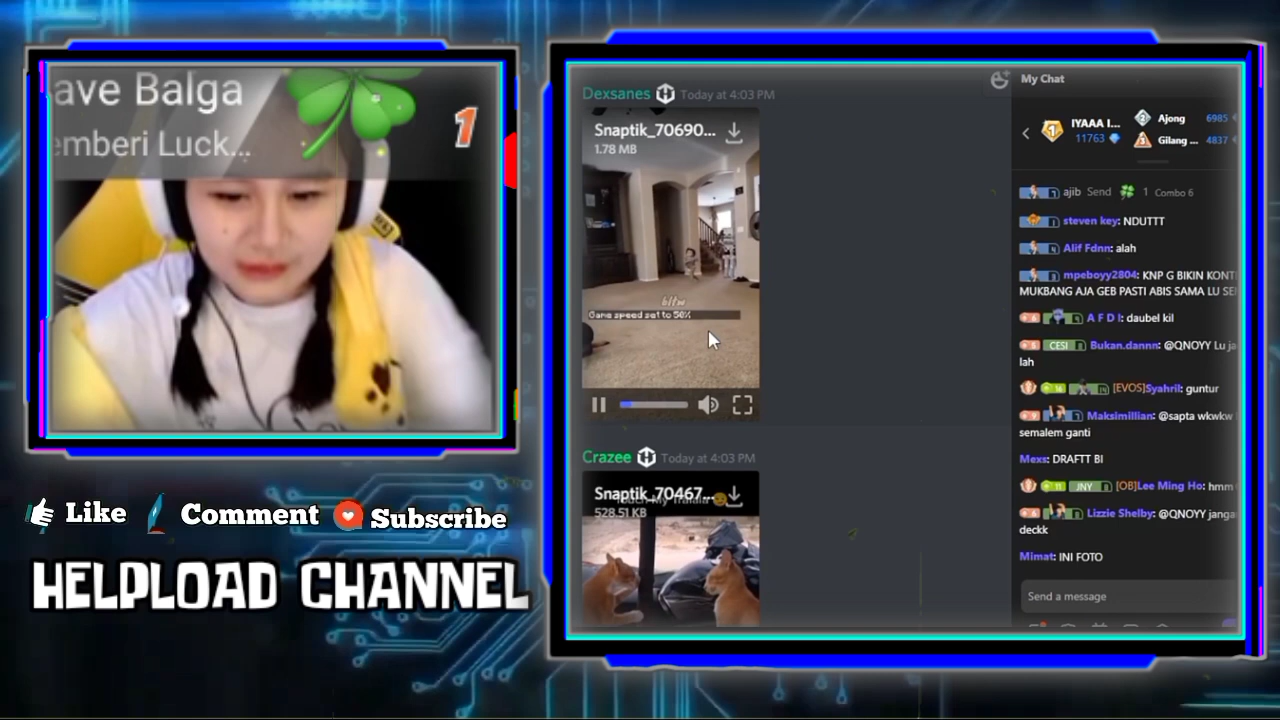 ave Balga
emberi Luck...
1
Like
Comment
Subscribe
HELPLOAD CHANNEL
Dexsanes Today at 4:03 PM
Snaptik_70690...
1.78 MB
bltw
Game speed set to 50%
Crazee Today at 4:03 PM
Snaptik_70467...
528.51 KB
My Chat
1 IYAAA I... 11763
2 Ajong 6985
3 Gilang ... 4837
ajib Send 1 Combo 6
steven key: NDUTTT
Alif Fdnn: alah
mpeboyy2804: KNP G BIKIN KONT
MUKBANG AJA GEB PASTI ABIS SAMA LU SE
A F D I: daubel kil
CESI Bukan.dannn: @QNOYY Lu ja
lah
[EVOS]Syahril: guntur
Maksimillian: @sapta wkwkw
semalem ganti
Mexs: DRAFTT BI
11 JNY [OB]Lee Ming Ho: hmm
Lizzie Shelby: @QNOYY janga
deckk
Mimat: INI FOTO
Send a message